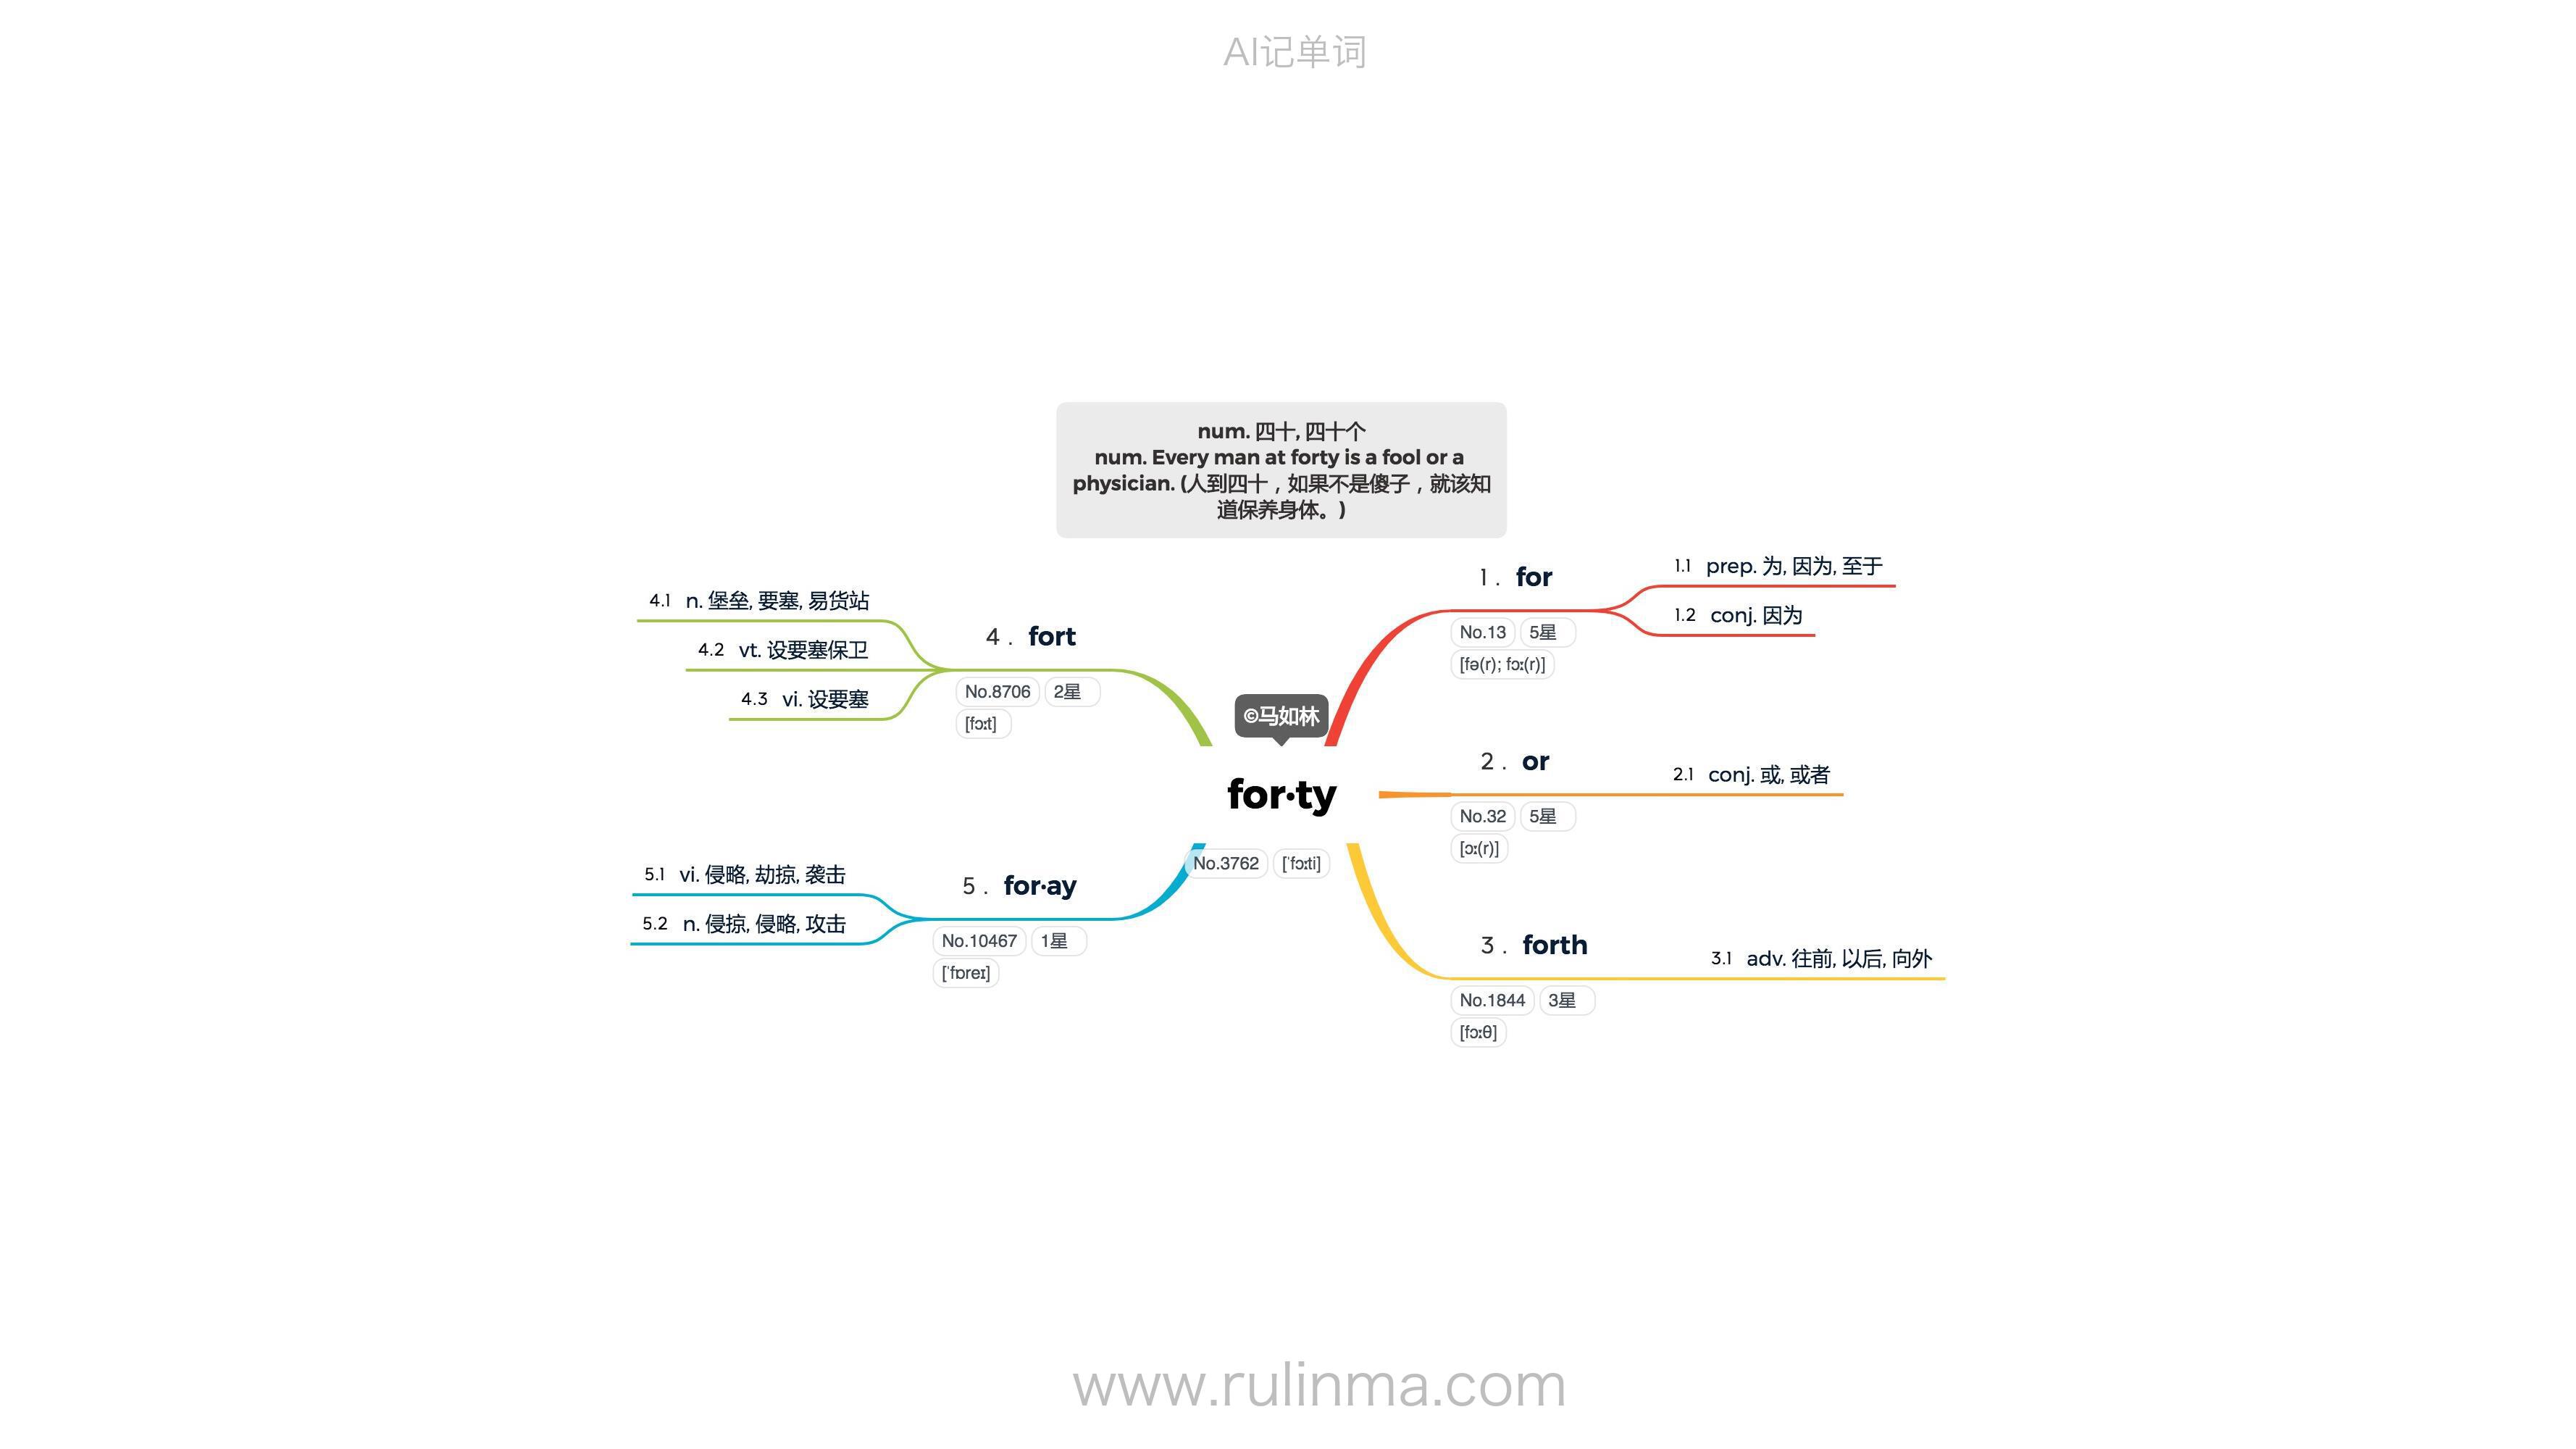 AI记单词
num. 四十, 四十个
num. Every man at forty is a fool or a
physician. (人到四十，如果不是傻子，就该知
道保养身体。)
©马如林
for·ty
No.3762 [ˈfɔːti]
1 . for
No.13 5星
[fə(r); fɔː(r)]
1.1 prep. 为, 因为, 至于
1.2 conj. 因为
2 . or
No.32 5星
[ɔː(r)]
2.1 conj. 或, 或者
3 . forth
No.1844 3星
[fɔːθ]
3.1 adv. 往前, 以后, 向外
4 . fort
No.8706 2星
[fɔːt]
4.1 n. 堡垒, 要塞, 易货站
4.2 vt. 设要塞保卫
4.3 vi. 设要塞
5 . for·ay
No.10467 1星
[ˈfɒreɪ]
5.1 vi. 侵略, 劫掠, 袭击
5.2 n. 侵掠, 侵略, 攻击
www.rulinma.com